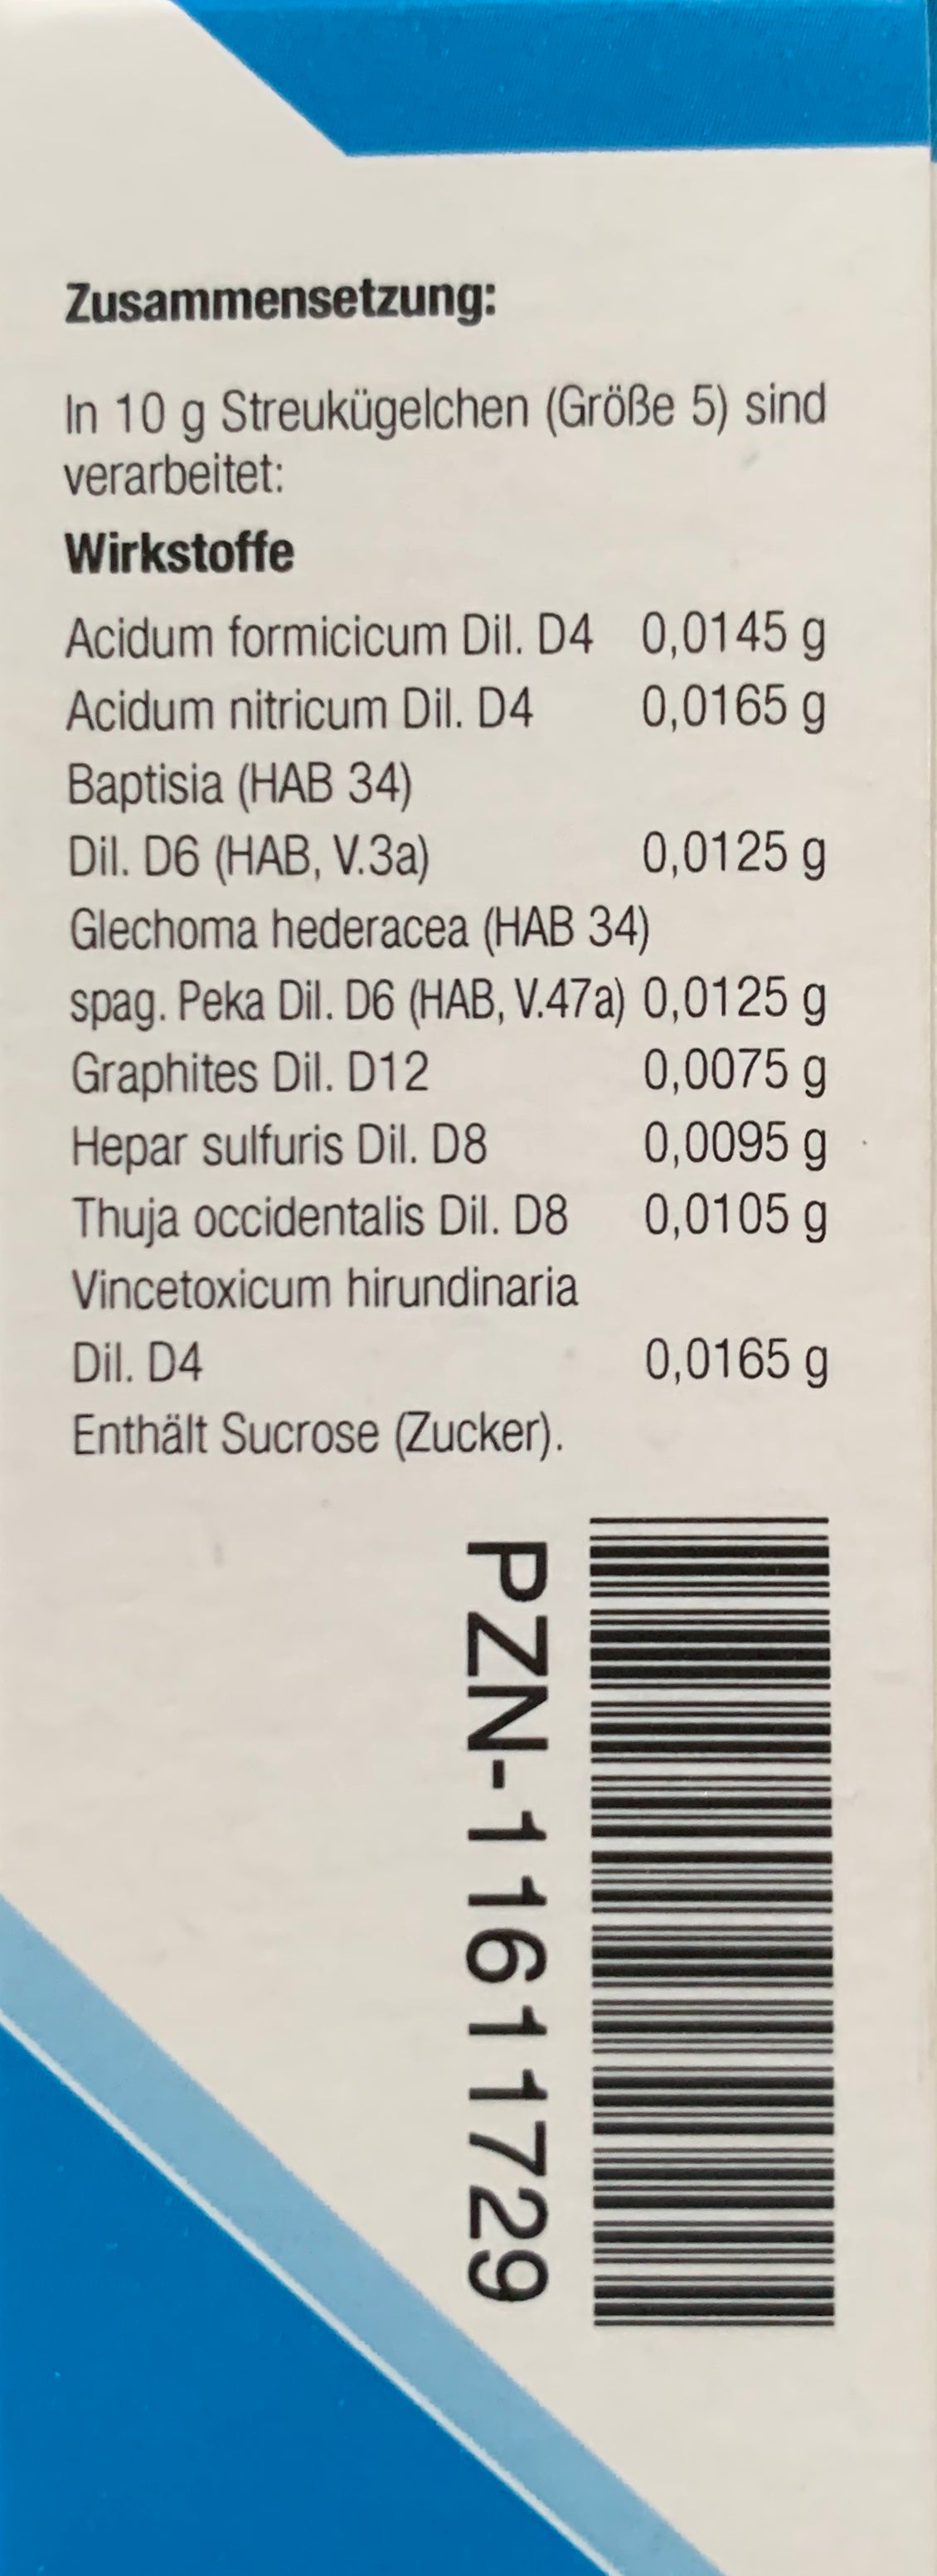 Zusammensetzung:
In 10 g Streukügelchen (Größe 5) sind
verarbeitet:
Wirkstoffe
Acidum formicicum Dil. D4 0,0145 g
Acidum nitricum Dil. D4 0,0165 g
Baptisia (HAB 34)
Dil. D6 (HAB, V.3a) 0,0125 g
Glechoma hederacea (HAB 34)
spag. Peka Dil. D6 (HAB, V.47a) 0,0125 g
Graphites Dil. D12 0,0075 g
Hepar sulfuris Dil. D8 0,0095 g
Thuja occidentalis Dil. D8 0,0105 g
Vincetoxicum hirundinaria
Dil. D4 0,0165 g
Enthält Sucrose (Zucker).
PZN-11611729